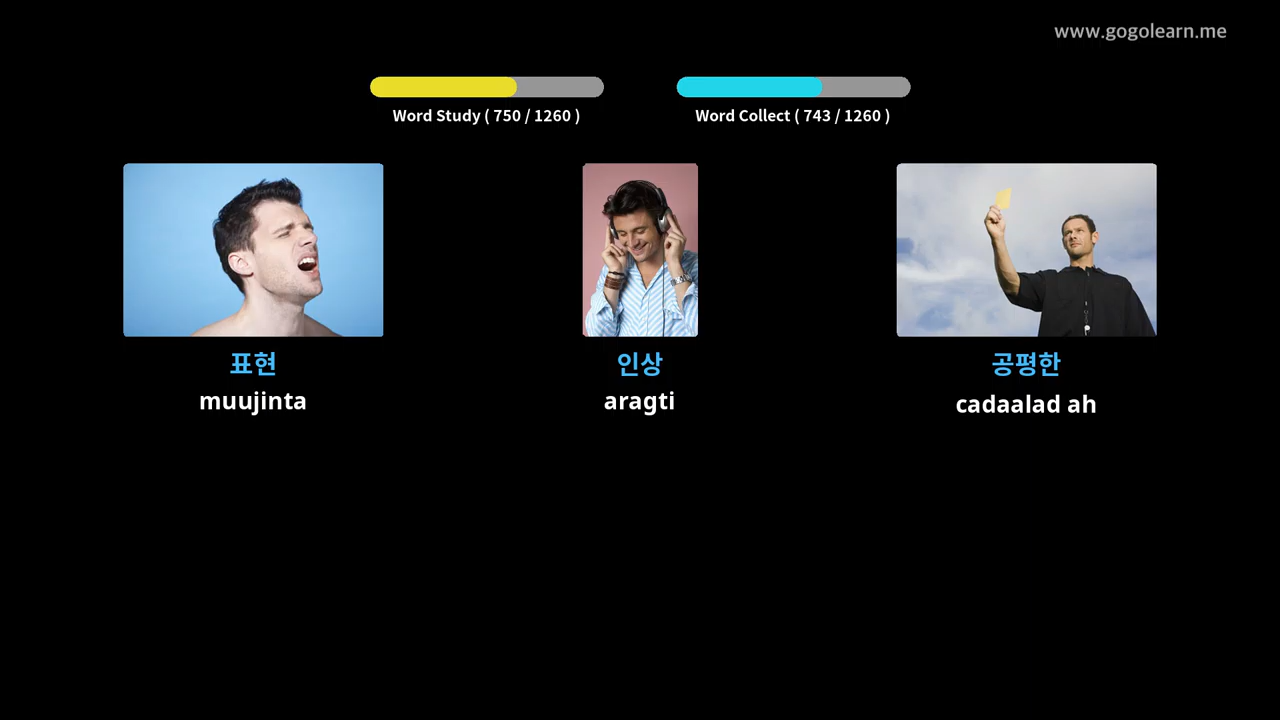 www.gogolearn.me
Word Study ( 750 / 1260 )
Word Collect ( 743 / 1260 )
표현
인상
공평한
muujinta
aragti
cadaalad ah